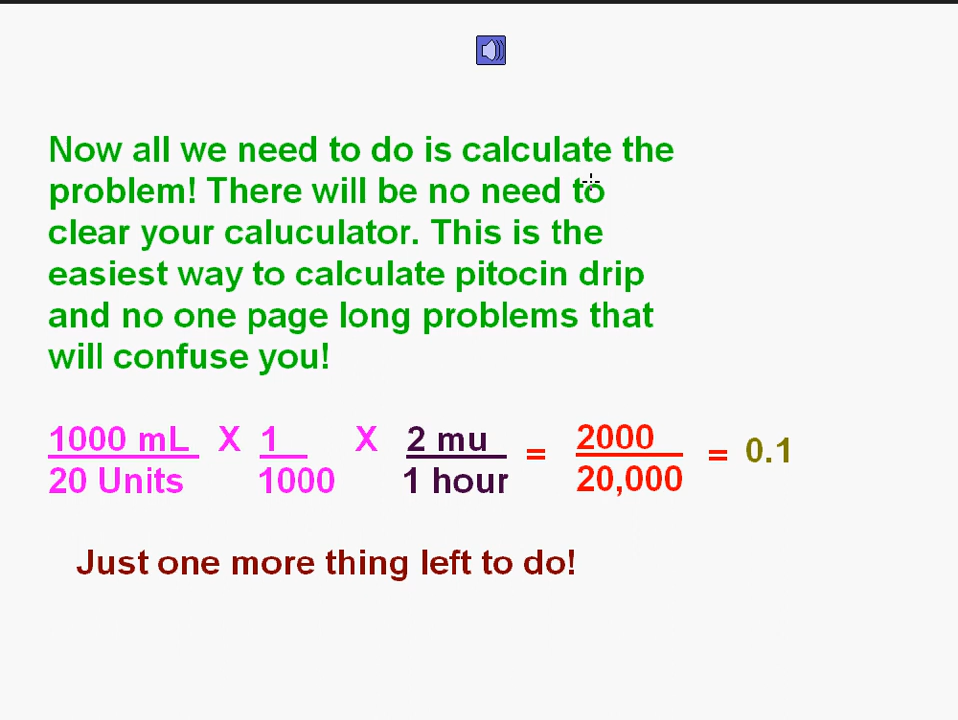 Now all we need to do is calculate the
problem! There will be no need to
clear your caluculator. This is the
easiest way to calculate pitocin drip
and no one page long problems that
will confuse you!
1000 mL X 1 X 2 mu = 2000 = 0.1
20 Units 1000 1 hour 20,000
Just one more thing left to do!